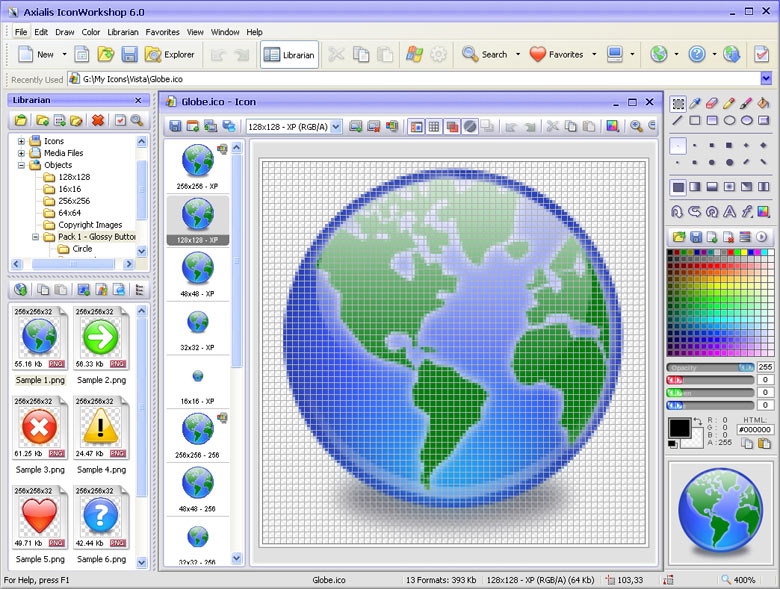 Axialis IconWorkshop 6.0
File Edit Draw Color Librarian Favorites View Window Help
New Explorer Librarian Search Favorites
Recently Used G:\My Icons\Vista\Globe.ico
Librarian
Icons
Media Files
Objects
128x128
16x16
256x256
64x64
Copyright Images
Pack 1 - Glossy Button
Circle
256x256x32 256x256x32
55.16 Kb PNG 56.33 Kb PNG
Sample 1.png Sample 2.png
256x256x32 256x256x32
61.25 Kb PNG 24.47 Kb PNG
Sample 3.png Sample 4.png
256x256x32 256x256x32
49.71 Kb PNG 42.44 Kb PNG
Sample 5.png Sample 6.png
Globe.ico - Icon
128x128 - XP (RGB/A)
256x256 - XP
128x128 - XP
48x48 - XP
32x32 - XP
16x16 - XP
256x256 - 256
48x48 - 256
32x32 - 256
Opacity 255
0
0
0
R: 0
G: 0
B: 0
A: 255
HTML:
#000000
For Help, press F1 Globe.ico 13 Formats: 393 Kb 128x128 - XP (RGB/A) (64 Kb) 103,33 400%